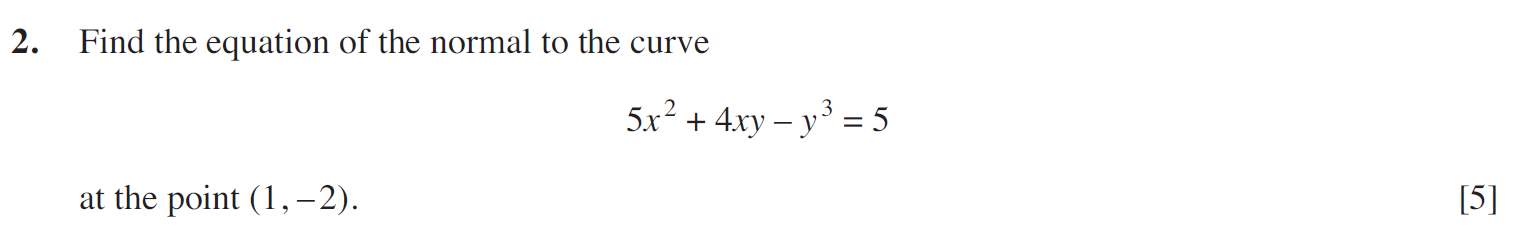 2. Find the equation of the normal to the curve
5x² + 4xy – y³ = 5
at the point (1, –2). [5]